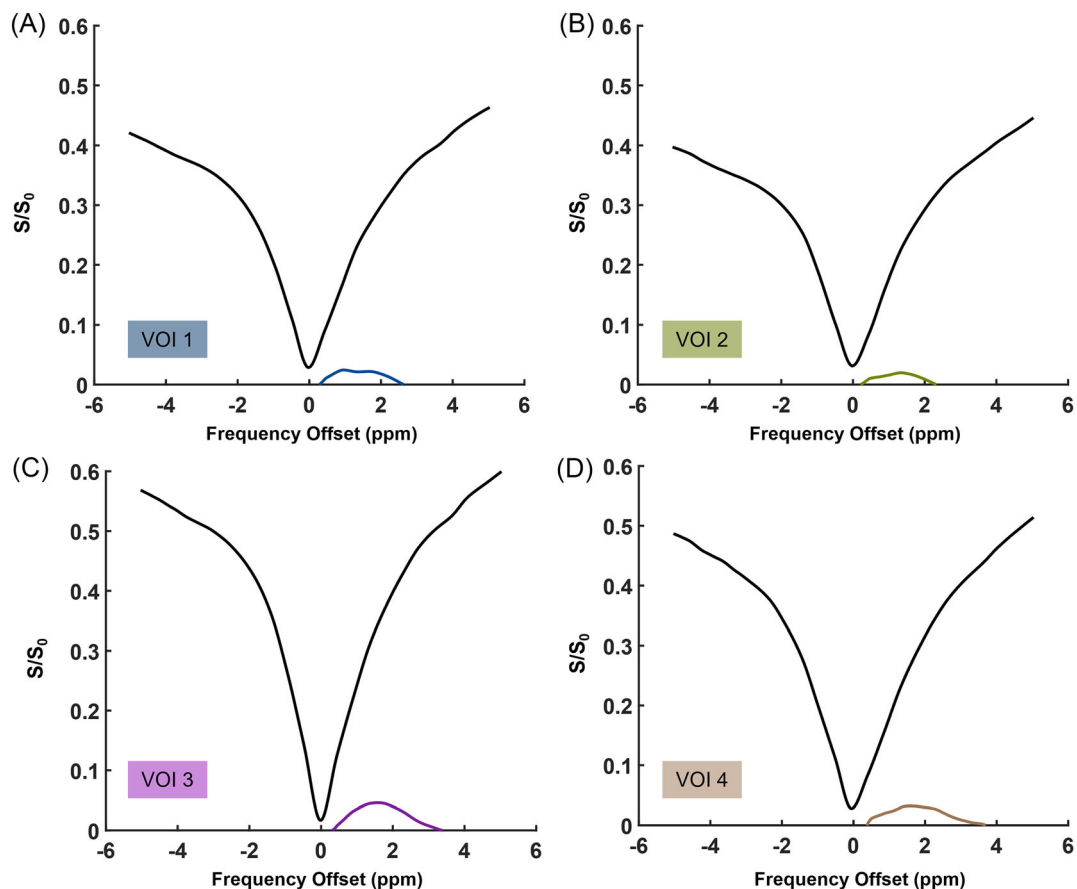 (A)
0.6
0.5
0.4
0.3
0.2
0.1
0
S/S₀
VOI 1
-6 -4 -2 0 2 4 6
Frequency Offset (ppm)
(B)
0.6
0.5
0.4
0.3
0.2
0.1
0
S/S₀
VOI 2
-6 -4 -2 0 2 4 6
Frequency Offset (ppm)
(C)
0.6
0.5
0.4
0.3
0.2
0.1
0
S/S₀
VOI 3
-6 -4 -2 0 2 4 6
Frequency Offset (ppm)
(D)
0.6
0.5
0.4
0.3
0.2
0.1
0
S/S₀
VOI 4
-6 -4 -2 0 2 4 6
Frequency Offset (ppm)